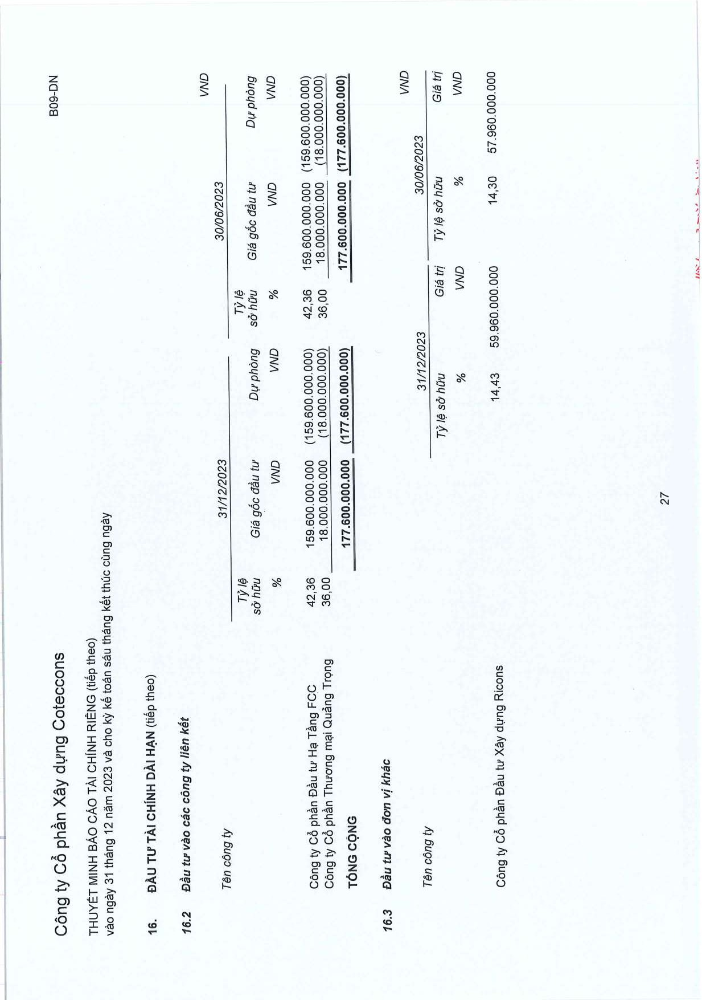 Công ty Cổ phần Xây dựng Coteccons B09-DN
THUYẾT MINH BÁO CÁO TÀI CHÍNH RIÊNG (tiếp theo)
vào ngày 31 tháng 12 năm 2023 và cho kỳ kế toán sáu tháng kết thúc cùng ngày
16. ĐẦU TƯ TÀI CHÍNH DÀI HẠN (tiếp theo)
16.2 Đầu tư vào các công ty liên kết
VND
Tên công ty 31/12/2023 30/06/2023
Tỷ lệ sở hữu Giá gốc đầu tư Dự phòng Tỷ lệ sở hữu Giá gốc đầu tư Dự phòng
% VND VND % VND VND
Công ty Cổ phần Đầu tư Hạ Tầng FCC 42,36 159.600.000.000 (159.600.000.000) 42,36 159.600.000.000 (159.600.000.000)
Công ty Cổ phần Thương mại Quảng Trọng 36,00 18.000.000.000 (18.000.000.000) 36,00 18.000.000.000 (18.000.000.000)
TỔNG CỘNG 177.600.000.000 (177.600.000.000) 177.600.000.000 (177.600.000.000)
16.3 Đầu tư vào đơn vị khác
VND
Tên công ty 31/12/2023 30/06/2023
Tỷ lệ sở hữu Giá trị Tỷ lệ sở hữu Giá trị
% VND % VND
Công ty Cổ phần Đầu tư Xây dựng Ricons 14,43 59.960.000.000 14,30 57.960.000.000
27